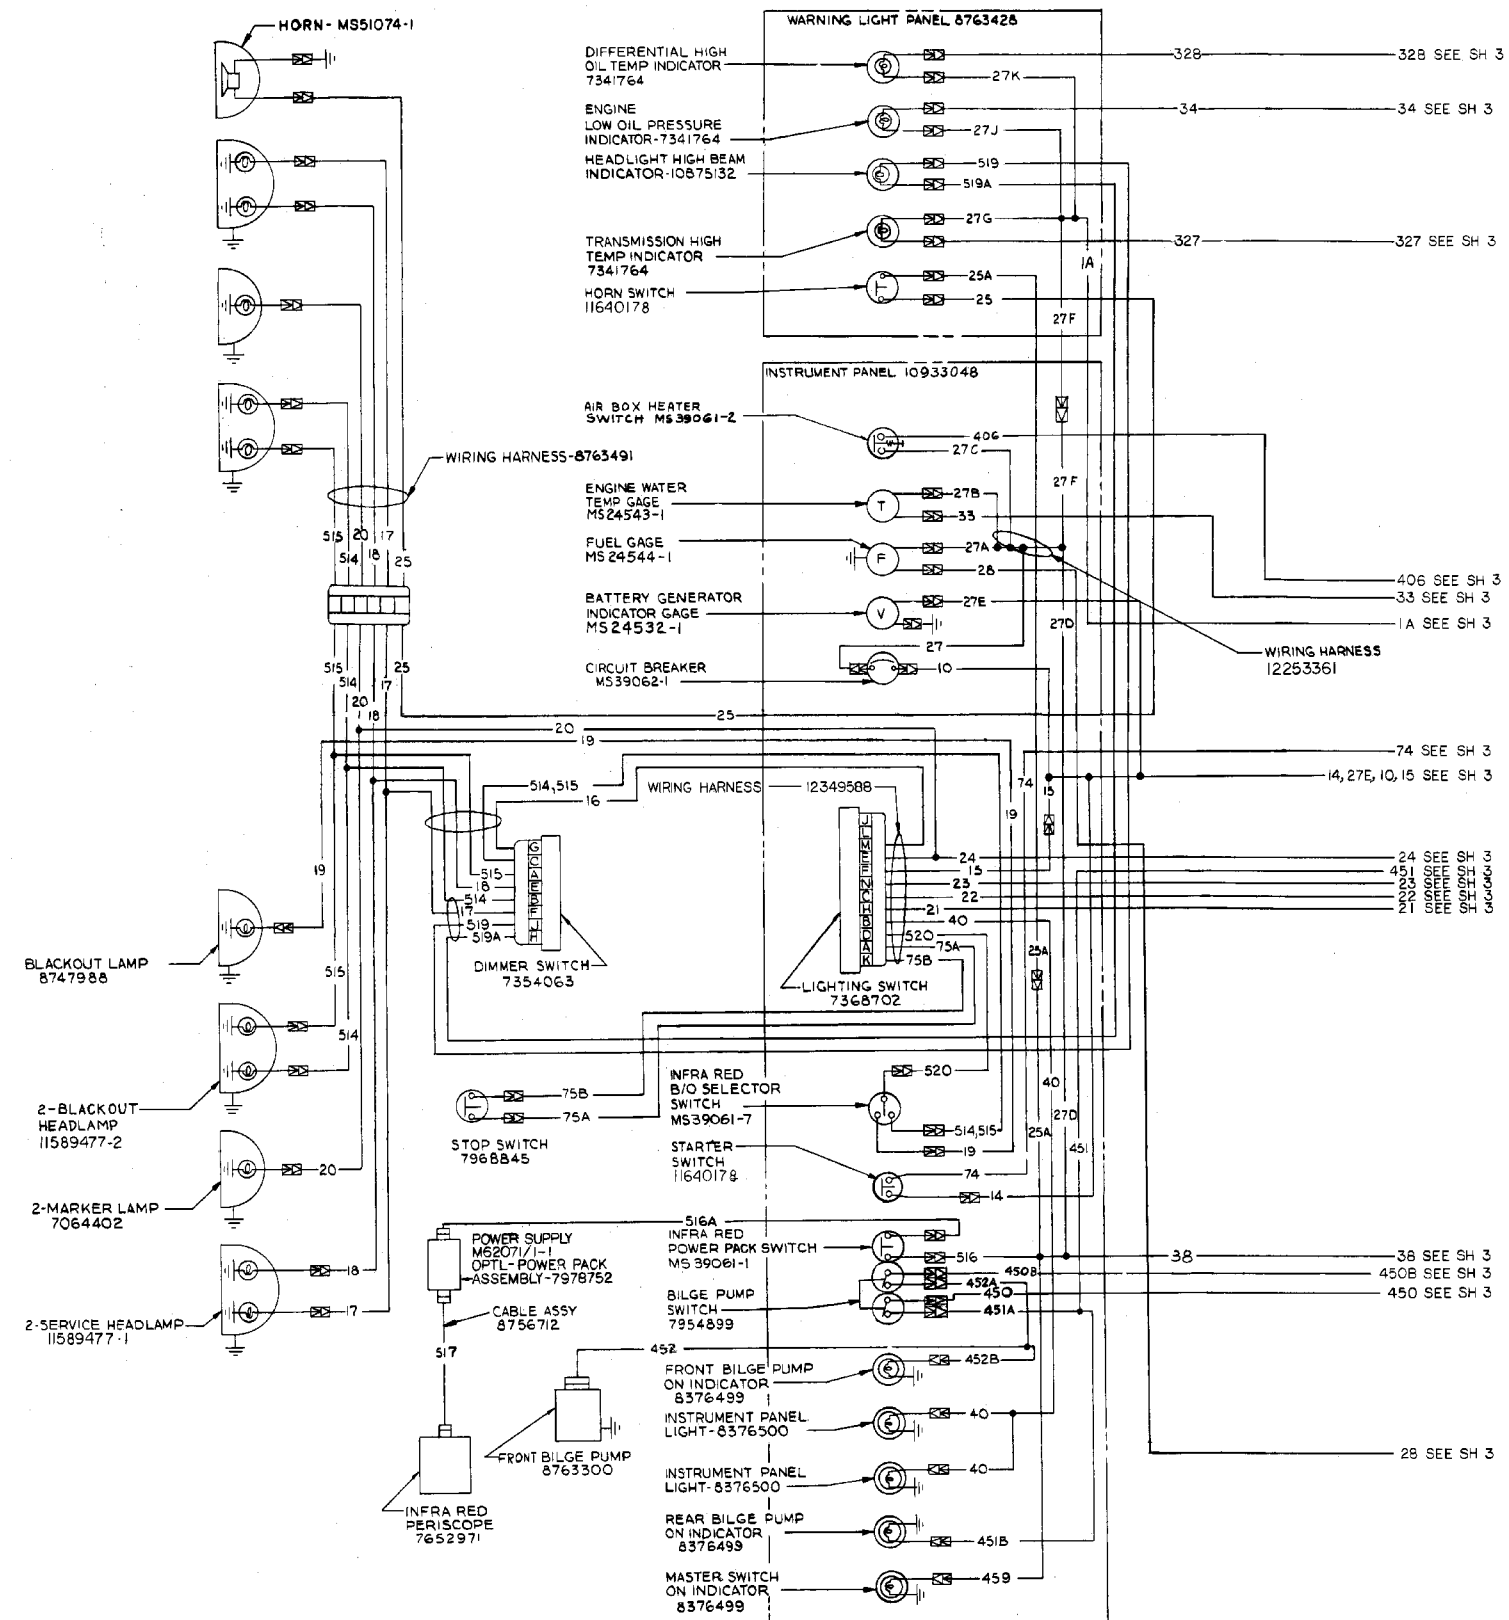 HORN- MS51074-1
WARNING LIGHT PANEL 8763428
DIFFERENTIAL HIGH
OIL TEMP INDICATOR
7341764
328
328 SEE SH 3
27K
ENGINE
LOW OIL PRESSURE
INDICATOR-7341764
34
34 SEE SH 3
27J
HEADLIGHT HIGH BEAM
INDICATOR-10875132
519
519A
27G
TRANSMISSION HIGH
TEMP INDICATOR
7341764
327
327 SEE SH 3
1A
HORN SWITCH
11640178
25A
25
27F
INSTRUMENT PANEL 10933048
AIR BOX HEATER
SWITCH MS39061-2
406
27C
WIRING HARNESS-8763491
27F
ENGINE WATER
TEMP GAGE
MS24543-1
T
27B
33
FUEL GAGE
MS24544-1
F
27A
28
515
20
17
514
18
25
406 SEE SH 3
33 SEE SH 3
BATTERY GENERATOR
INDICATOR GAGE
MS24532-1
V
27E
27D
1A SEE SH 3
27
WIRING HARNESS
12253361
CIRCUIT BREAKER
MS39062-1
10
515
25
514
17
20
18
25
20
19
74 SEE SH 3
74
15
14, 27E, 10, 15 SEE SH 3
514,515
16
WIRING HARNESS
12349588
19
J
L
M
E
F
N
C
H
B
D
A
K
G
C
A
E
B
F
J
H
24
24 SEE SH 3
15
451 SEE SH 3
23
23 SEE SH 3
22
22 SEE SH 3
21
21 SEE SH 3
40
520
75A
75B
25A
19
515
18
514
17
519
519A
DIMMER SWITCH
7354063
LIGHTING SWITCH
7368702
BLACKOUT LAMP
8747988
515
514
2-BLACKOUT
HEADLAMP
11589477-2
75B
75A
STOP SWITCH
7968845
INFRA RED
B/O SELECTOR
SWITCH
MS39061-7
520
514,515
19
40
27D
25A
451
STARTER
SWITCH
11640178
74
14
20
2-MARKER LAMP
7064402
516A
POWER SUPPLY
M62071/1-1
OPTL-POWER PACK
ASSEMBLY-7978752
INFRA RED
POWER PACK SWITCH
MS39061-1
516
38
38 SEE SH 3
450B
450B SEE SH 3
452A
450
450 SEE SH 3
451A
BILGE PUMP
SWITCH
7954899
18
17
2-SERVICE HEADLAMP
11589477-1
CABLE ASSY
8756712
517
452
FRONT BILGE PUMP
ON INDICATOR
8376499
452B
INSTRUMENT PANEL
LIGHT-8376500
40
FRONT BILGE PUMP
8763300
28 SEE SH 3
INSTRUMENT PANEL
LIGHT-8376500
40
INFRA RED
PERISCOPE
7652971
REAR BILGE PUMP
ON INDICATOR
8376499
451B
MASTER SWITCH
ON INDICATOR
8376499
459